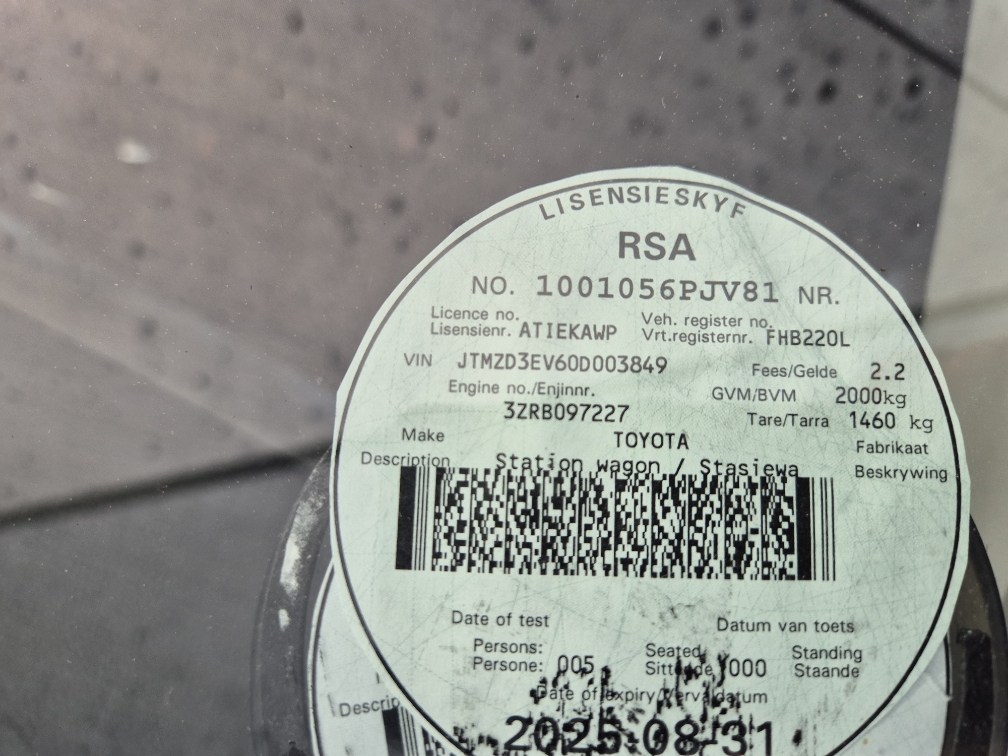 LISENSIESKYF
RSA
NO. 1001056PJV81 NR.
Licence no. Veh. register no.
Lisensienr. ATIEKAWP Vrt.registernr. FHB220L
VIN JTMZD3EV60D003849 Fees/Gelde 2.2
Engine no./Enjinnr. GVM/BVM 2000kg
3ZRB097227 Tare/Tarra 1460 kg
Make TOYOTA Fabrikaat
Description Station wagon / Stasiewa Beskrywing
Date of test Datum van toets
Persons: Seated Standing
Persone: 005 Sittende 000 Staande
Date of expiry/Vervaldatum
2025-08-31
Descrip